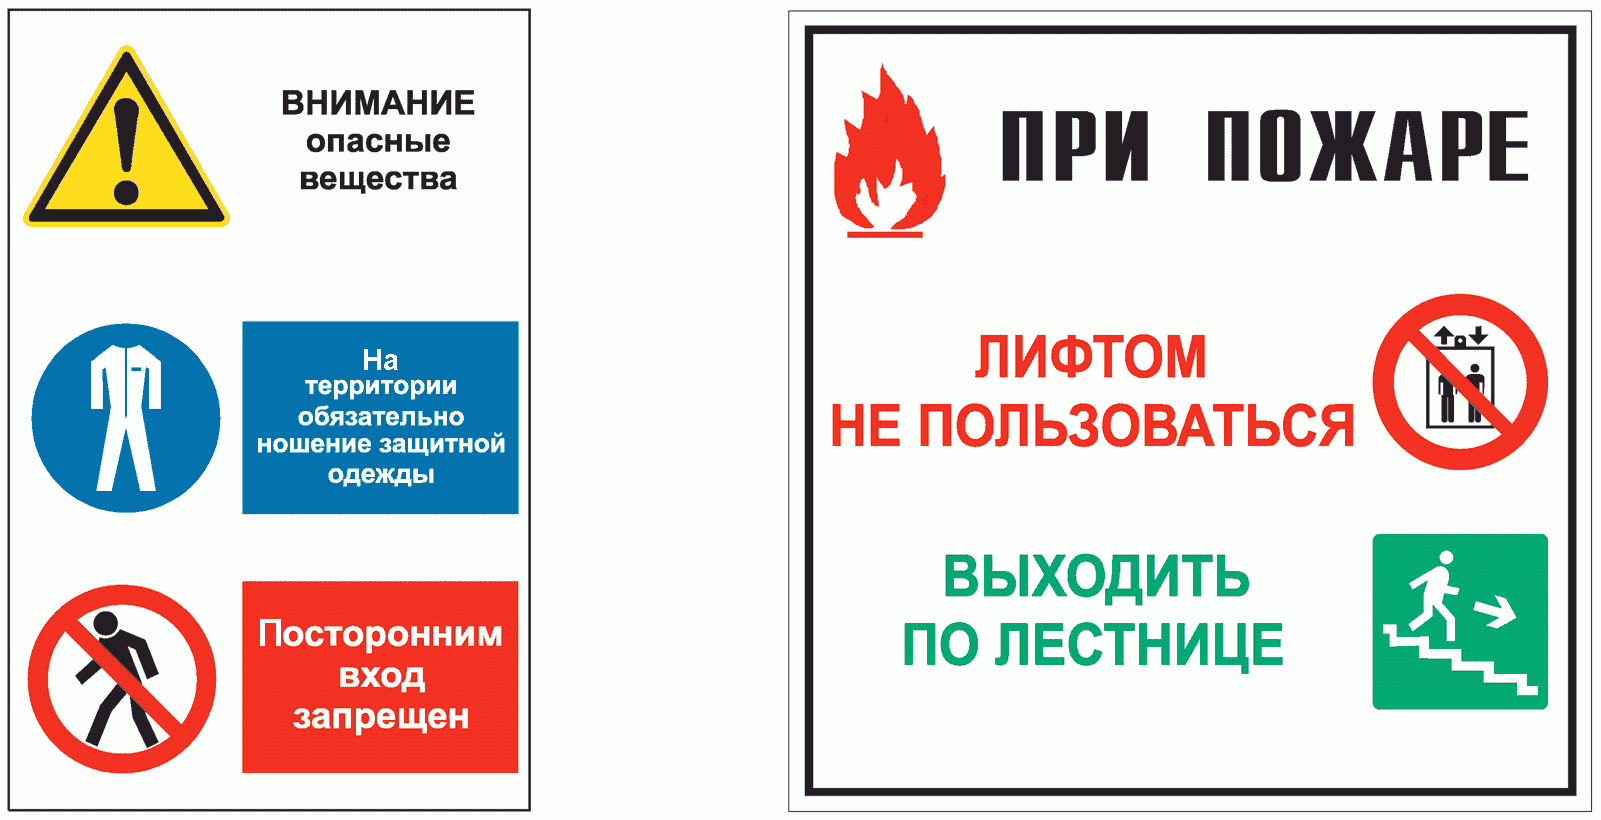 ВНИМАНИЕ
опасные
вещества
На
территории
обязательно
ношение защитной
одежды
Посторонним
вход
запрещен
ПРИ ПОЖАРЕ
ЛИФТОМ
НЕ ПОЛЬЗОВАТЬСЯ
ВЫХОДИТЬ
ПО ЛЕСТНИЦЕ